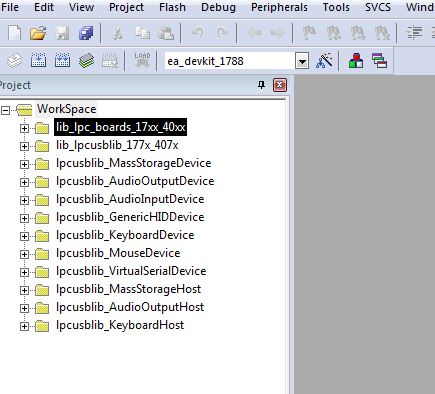 File Edit View Project Flash Debug Peripherals Tools SVCS Wind
LOAD ea_devkit_1788
Project
WorkSpace
lib_lpc_boards_17xx_40xx
lib_lpcusblib_177x_407x
lpcusblib_MassStorageDevice
lpcusblib_AudioOutputDevice
lpcusblib_AudioInputDevice
lpcusblib_GenericHIDDevice
lpcusblib_KeyboardDevice
lpcusblib_MouseDevice
lpcusblib_VirtualSerialDevice
lpcusblib_MassStorageHost
lpcusblib_AudioOutputHost
lpcusblib_KeyboardHost